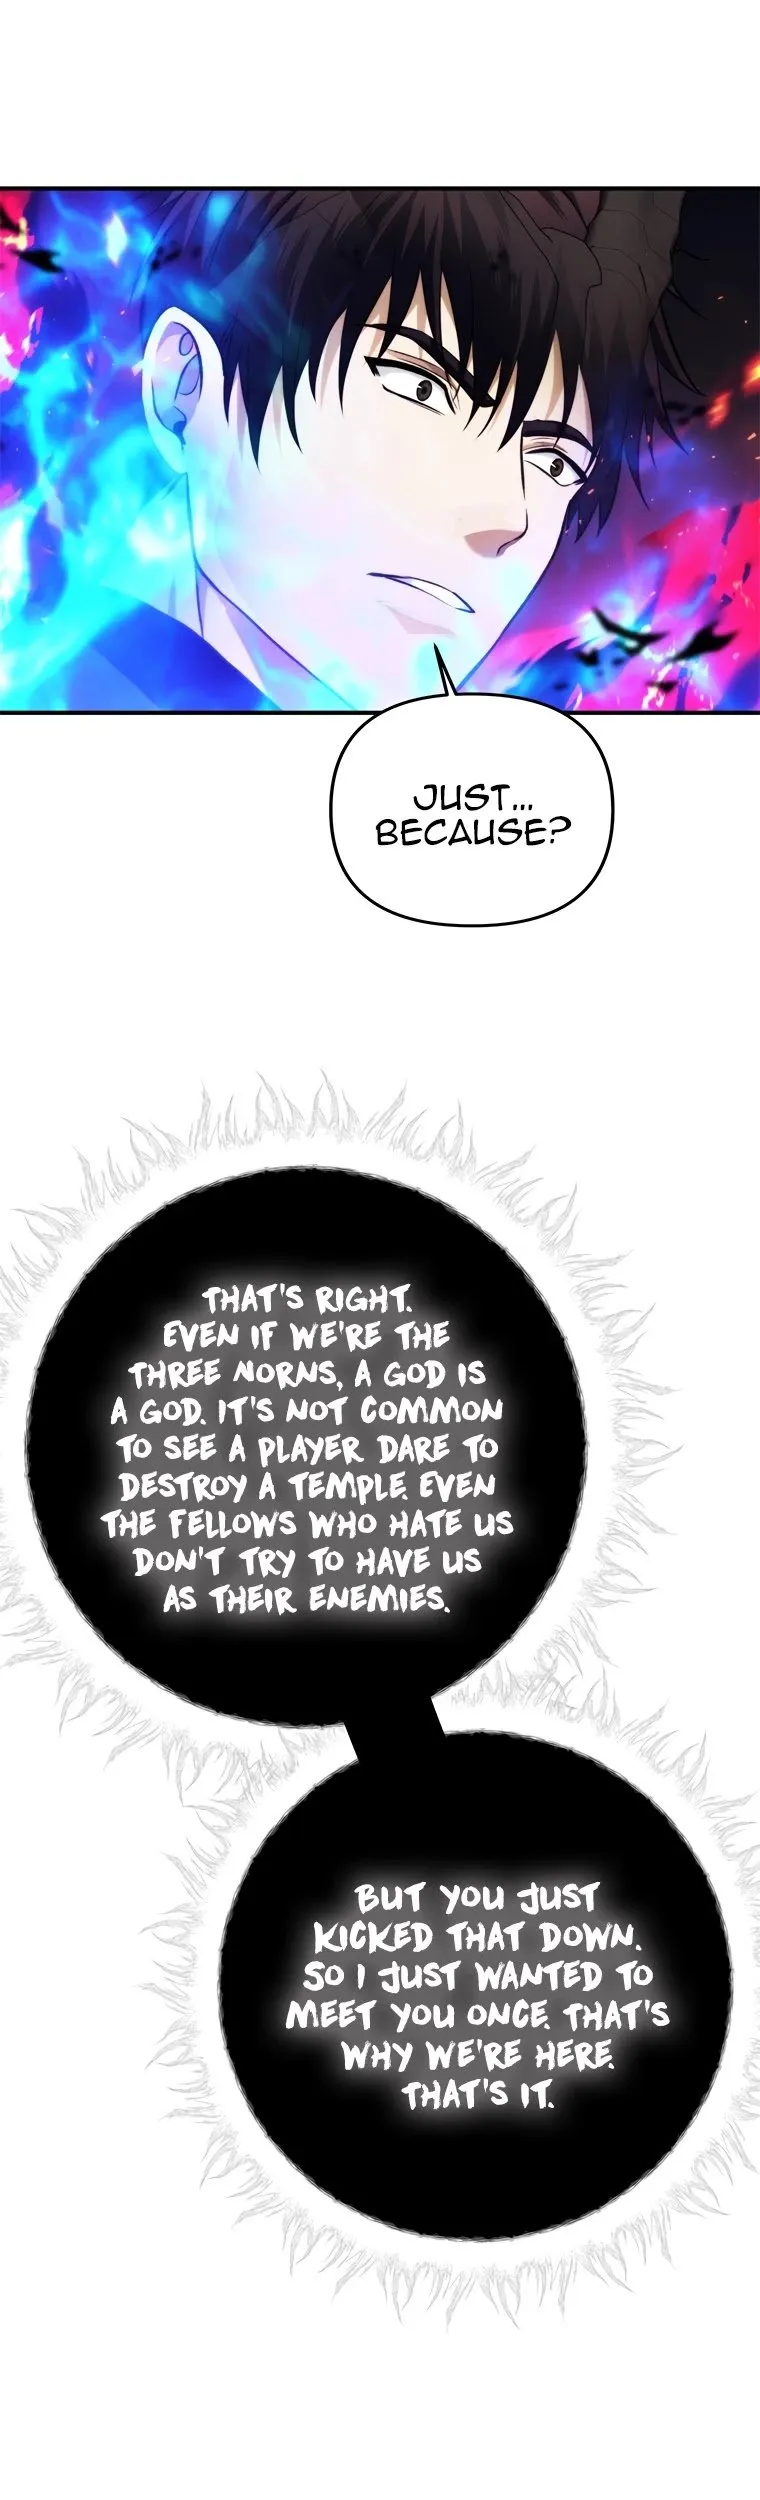 JUST...
BECAUSE?
THAT'S RIGHT.
EVEN IF WE'RE THE
THREE NORNS, A GOD IS
A GOD. IT'S NOT COMMON
TO SEE A PLAYER DARE TO
DESTROY A TEMPLE. EVEN
THE FELLOWS WHO HATE US
DON'T TRY TO HAVE US
AS THEIR ENEMIES.
BUT YOU JUST
KICKED THAT DOWN.
SO I JUST WANTED TO
MEET YOU ONCE. THAT'S
WHY WE'RE HERE.
THAT'S IT.